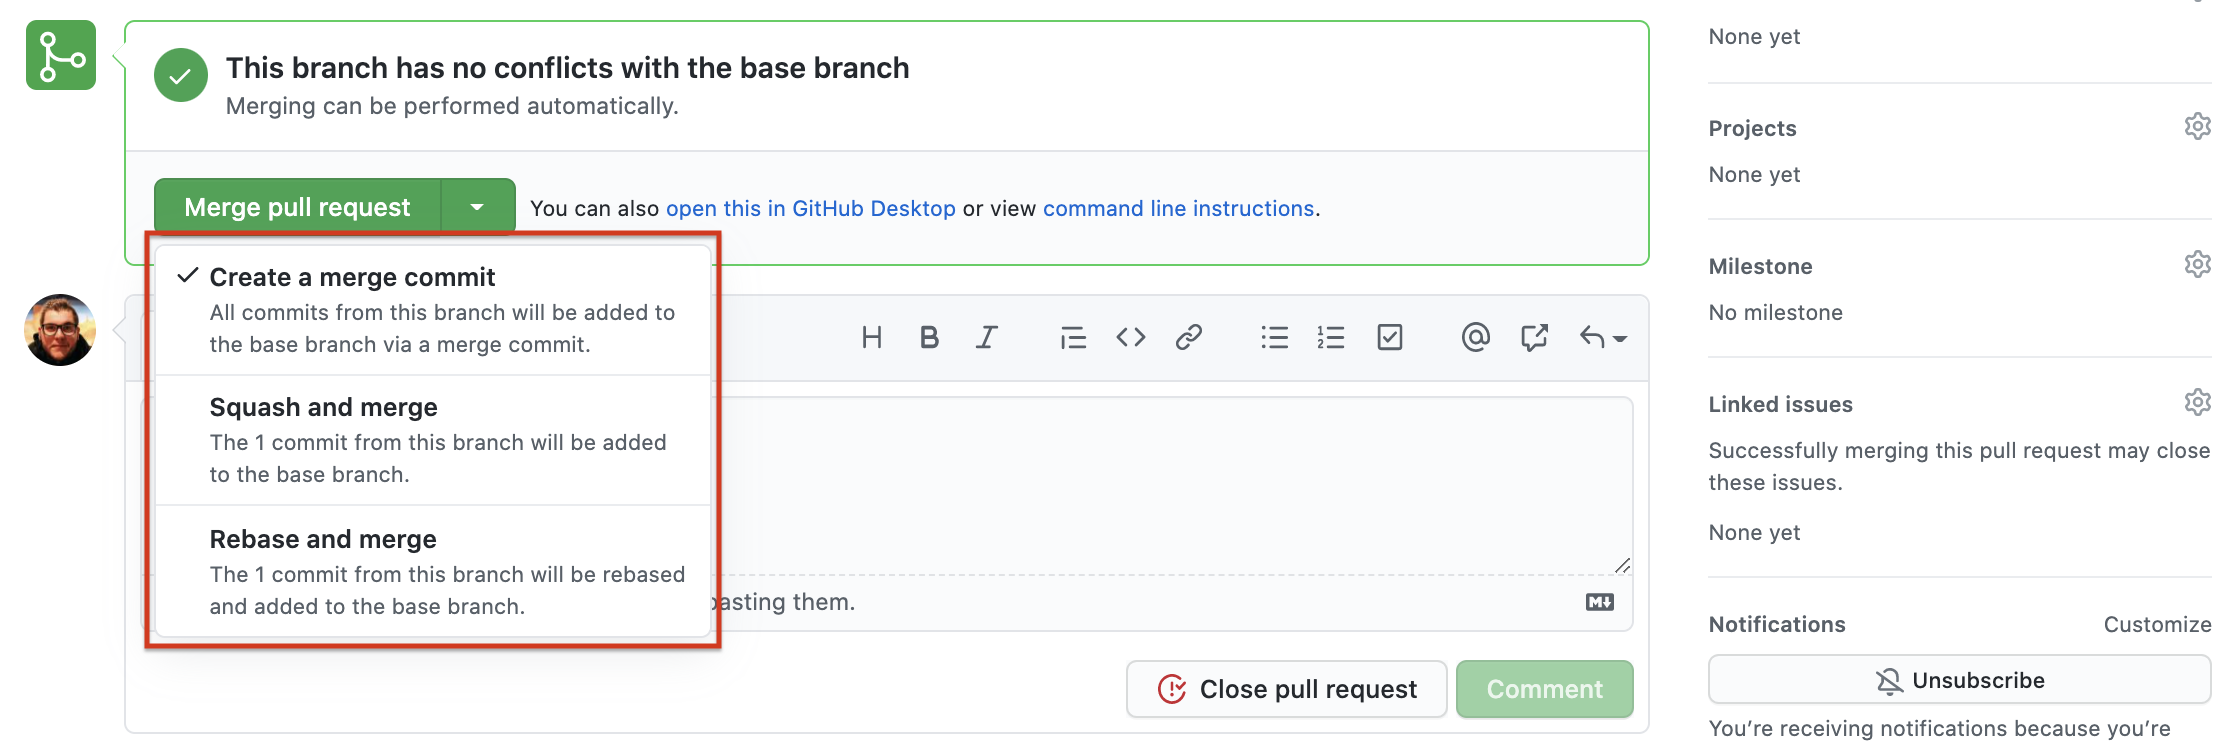 This branch has no conflicts with the base branch
Merging can be performed automatically.
Merge pull request
You can also open this in GitHub Desktop or view command line instructions.
Create a merge commit
All commits from this branch will be added to
the base branch via a merge commit.
Squash and merge
The 1 commit from this branch will be added
to the base branch.
Rebase and merge
The 1 commit from this branch will be rebased
and added to the base branch.
H B I
pasting them.
M
Close pull request
Comment
None yet
Projects
None yet
Milestone
No milestone
Linked issues
Successfully merging this pull request may close
these issues.
None yet
Notifications
Customize
Unsubscribe
You’re receiving notifications because you’re